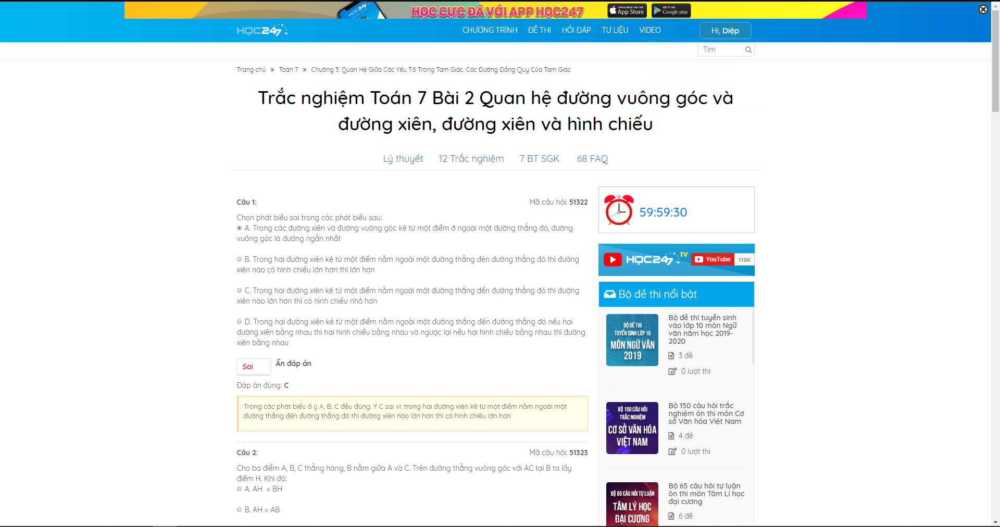 HỌC247
HỌC CỰC ĐÃ VỚI APP HỌC247
AVAILABLE ON THE
App Store
GET IT ON
Google play
HỌC247
CHƯƠNG TRÌNH
ĐỀ THI
HỎI ĐÁP
TƯ LIỆU
VIDEO
Hi, Diệp
Tìm
Trang chủ » Toán 7 » Chương 3: Quan Hệ Giữa Các Yếu Tố Trong Tam Giác. Các Đường Đồng Quy Của Tam Giác
Trắc nghiệm Toán 7 Bài 2 Quan hệ đường vuông góc và
đường xiên, đường xiên và hình chiếu
Lý thuyết
12 Trắc nghiệm
7 BT SGK
68 FAQ
Câu 1:
Mã câu hỏi: 51322
Chọn phát biểu sai trong các phát biểu sau:
A. Trong các đường xiên và đường vuông góc kẻ từ một điểm ở ngoài một đường thẳng đó, đường
vuông góc là đường ngắn nhất
B. Trong hai đường xiên kẻ từ một điểm nằm ngoài một đường thẳng đén đường thẳng đó thì đường
xiên nào có hình chiếu lớn hơn thì lớn hơn
C. Trong hai đường xiên kẻ từ một điểm nằm ngoài một đường thẳng đến đường thẳng đó thì đường
xiên nào lớn hơn thì có hình chiếu nhỏ hơn
D. Trong hai đường xiên kẻ từ một điểm nằm ngoài một đường thẳng đến đường thẳng đó nếu hai
đường xiên bằng nhau thì hai hình chiếu bằng nhau và ngược lại nếu hai hình chiếu bằng nhau thì đường
xiên bằng nhau
Sai
Ẩn đáp án
Đáp án đúng: C
Trong các phát biểu ở ý A, B, C đều đúng. Ý C sai vì: trong hai đường xiên kẻ từ một điểm nằm ngoài một
đường thẳng đến đường thẳng đó thì đường xiên nào lớn hơn thì có hình chiếu lớn hơn
Câu 2:
Mã câu hỏi: 51323
Cho ba điểm A, B, C thẳng hàng, B nằm giữa A và C. Trên đường thẳng vuông góc với AC tại B ta lấy
điểm H. Khi đó:
A. AH < BH
B. AH < AB
59:59:30
HỌC247 TV
YouTube
116K
Bộ đề thi nổi bật
BỘ ĐỀ THI
TUYỂN SINH LỚP 10
MÔN NGỮ VĂN
2019
Bộ đề thi tuyển sinh
vào lớp 10 môn Ngữ
văn năm học 2019-
2020
3 đề
0 lượt thi
BỘ 150 CÂU HỎI
TRẮC NGHIỆM
CƠ SỞ VĂN HÓA
VIỆT NAM
Bộ 150 câu hỏi trắc
nghiệm ôn thi môn Cơ
sở Văn hóa Việt Nam
4 đề
0 lượt thi
BỘ 65 CÂU HỎI TỰ LUẬN
TÂM LÝ HỌC
ĐẠI CƯƠNG
Bộ 65 câu hỏi tự luận
ôn thi môn Tâm Lí học
đại cương
6 đề